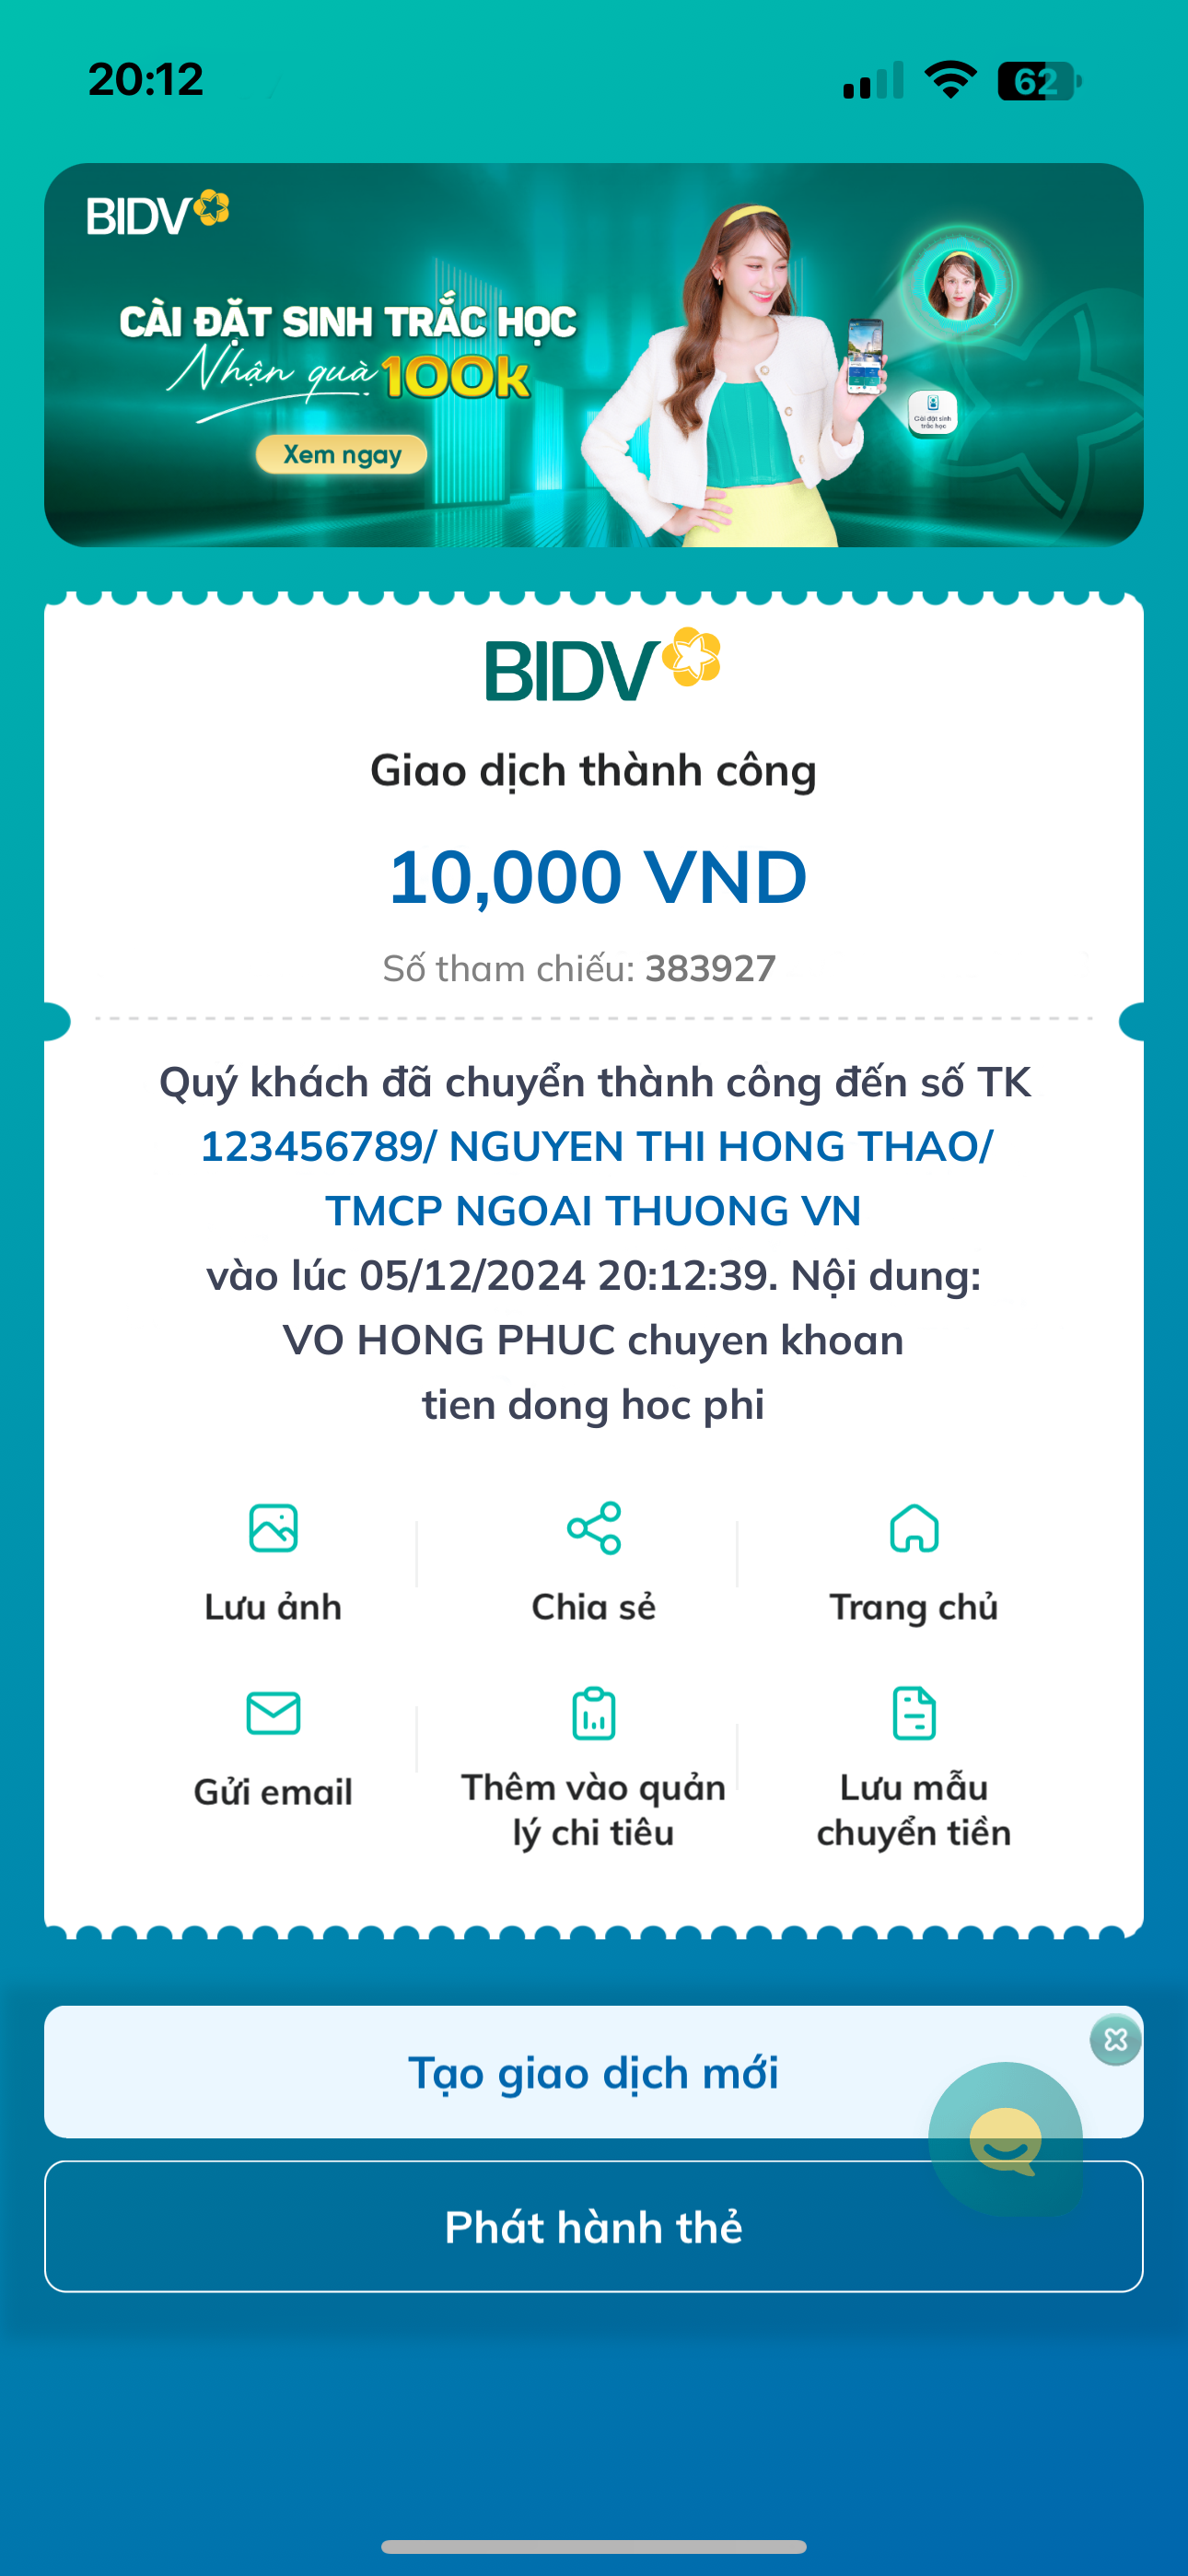 20:12
62
BIDV
CÀI ĐẶT SINH TRẮC HỌC
Nhận quà 100k
Xem ngay
Cài đặt sinh
trắc học
BIDV
Giao dịch thành công
10,000 VND
Số tham chiếu: 383927
Quý khách đã chuyển thành công đến số TK
123456789/ NGUYEN THI HONG THAO/
TMCP NGOAI THUONG VN
vào lúc 05/12/2024 20:12:39. Nội dung:
VO HONG PHUC chuyen khoan
tien dong hoc phi
Lưu ảnh
Chia sẻ
Trang chủ
Gửi email
Thêm vào quản
lý chi tiêu
Lưu mẫu
chuyển tiền
Tạo giao dịch mới
Phát hành thẻ